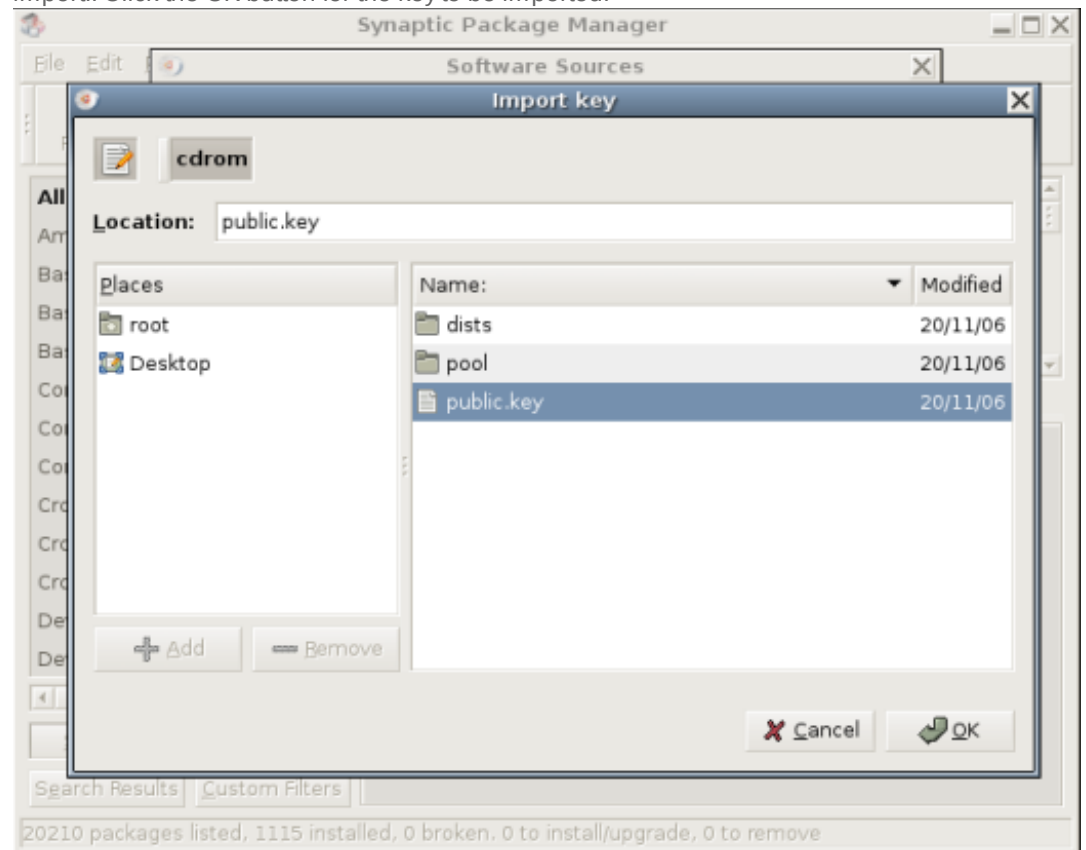 Synaptic Package Manager
File Edit
Software Sources
Import key
cdrom
All
Location: public.key
Places
Name:
Modified
root
dists
20/11/06
Desktop
pool
20/11/06
public.key
20/11/06
Add
Remove
Cancel
OK
Search Results
Custom Filters
20210 packages listed, 1115 installed, 0 broken. 0 to install/upgrade, 0 to remove